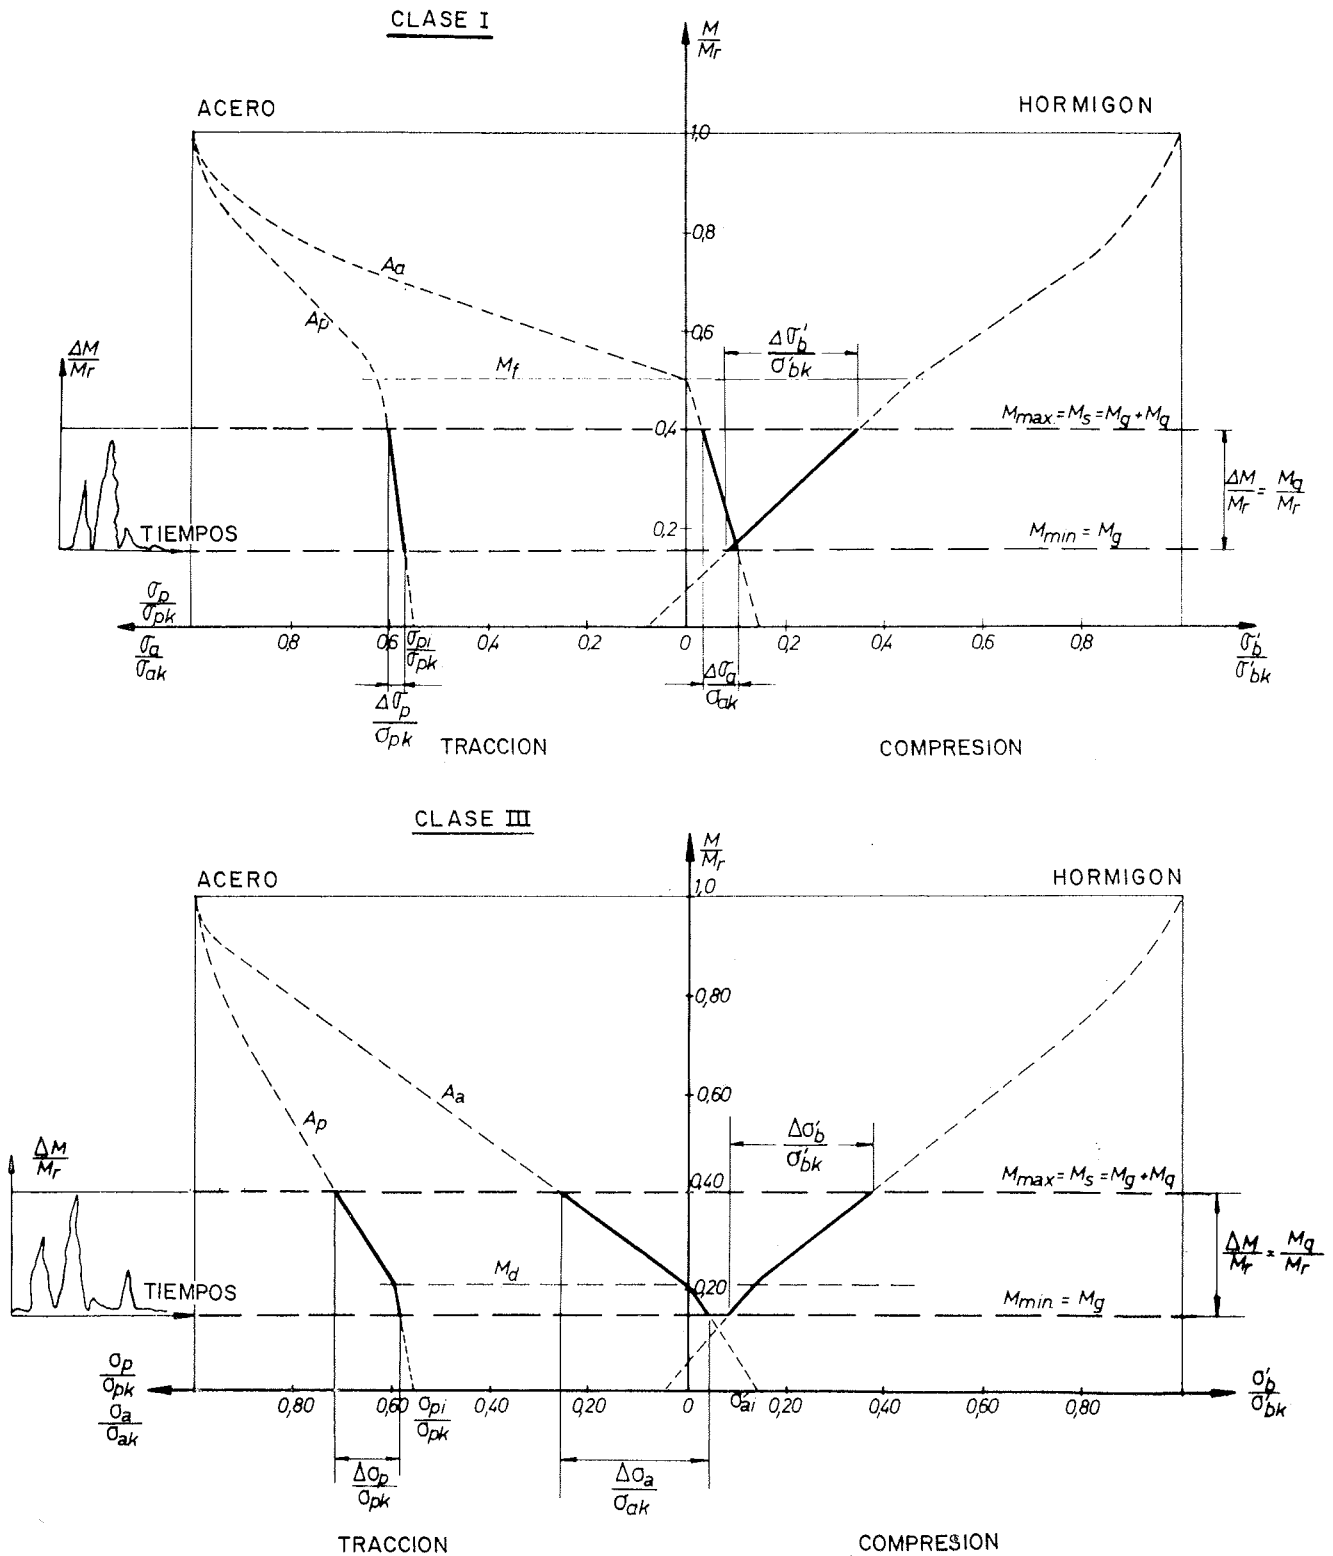 CLASE I
M
Mr
ACERO
HORMIGON
1,0
0,8
0,6
0,4
0,2
Aa
Ap
ΔM
Mr
Mf
Δσ'b
σ'bk
Mmax. = Ms = Mg + Mq
ΔM = Mq
Mr Mr
TIEMPOS
Mmin = Mg
σp
σpk
σa
σak
0,8 0,6 σpi 0,4 0,2 0 0,2 0,4 0,6 0,8
σpk
σ'b
σ'bk
Δσp
σpk
Δσa
σak
TRACCION
COMPRESION
CLASE III
M
Mr
ACERO
HORMIGON
1,0
0,80
0,60
0,40
0,20
Aa
Ap
ΔM
Mr
Δσ'b
σ'bk
Mmax = Ms = Mg + Mq
ΔM = Mq
Mr Mr
Md
TIEMPOS
Mmin = Mg
σp
σpk
σa
σak
0,80 0,60 σpi 0,40 0,20 0 σai 0,20 0,40 0,60 0,80
σpk
σ'b
σ'bk
Δσp
σpk
Δσa
σak
TRACCION
COMPRESION